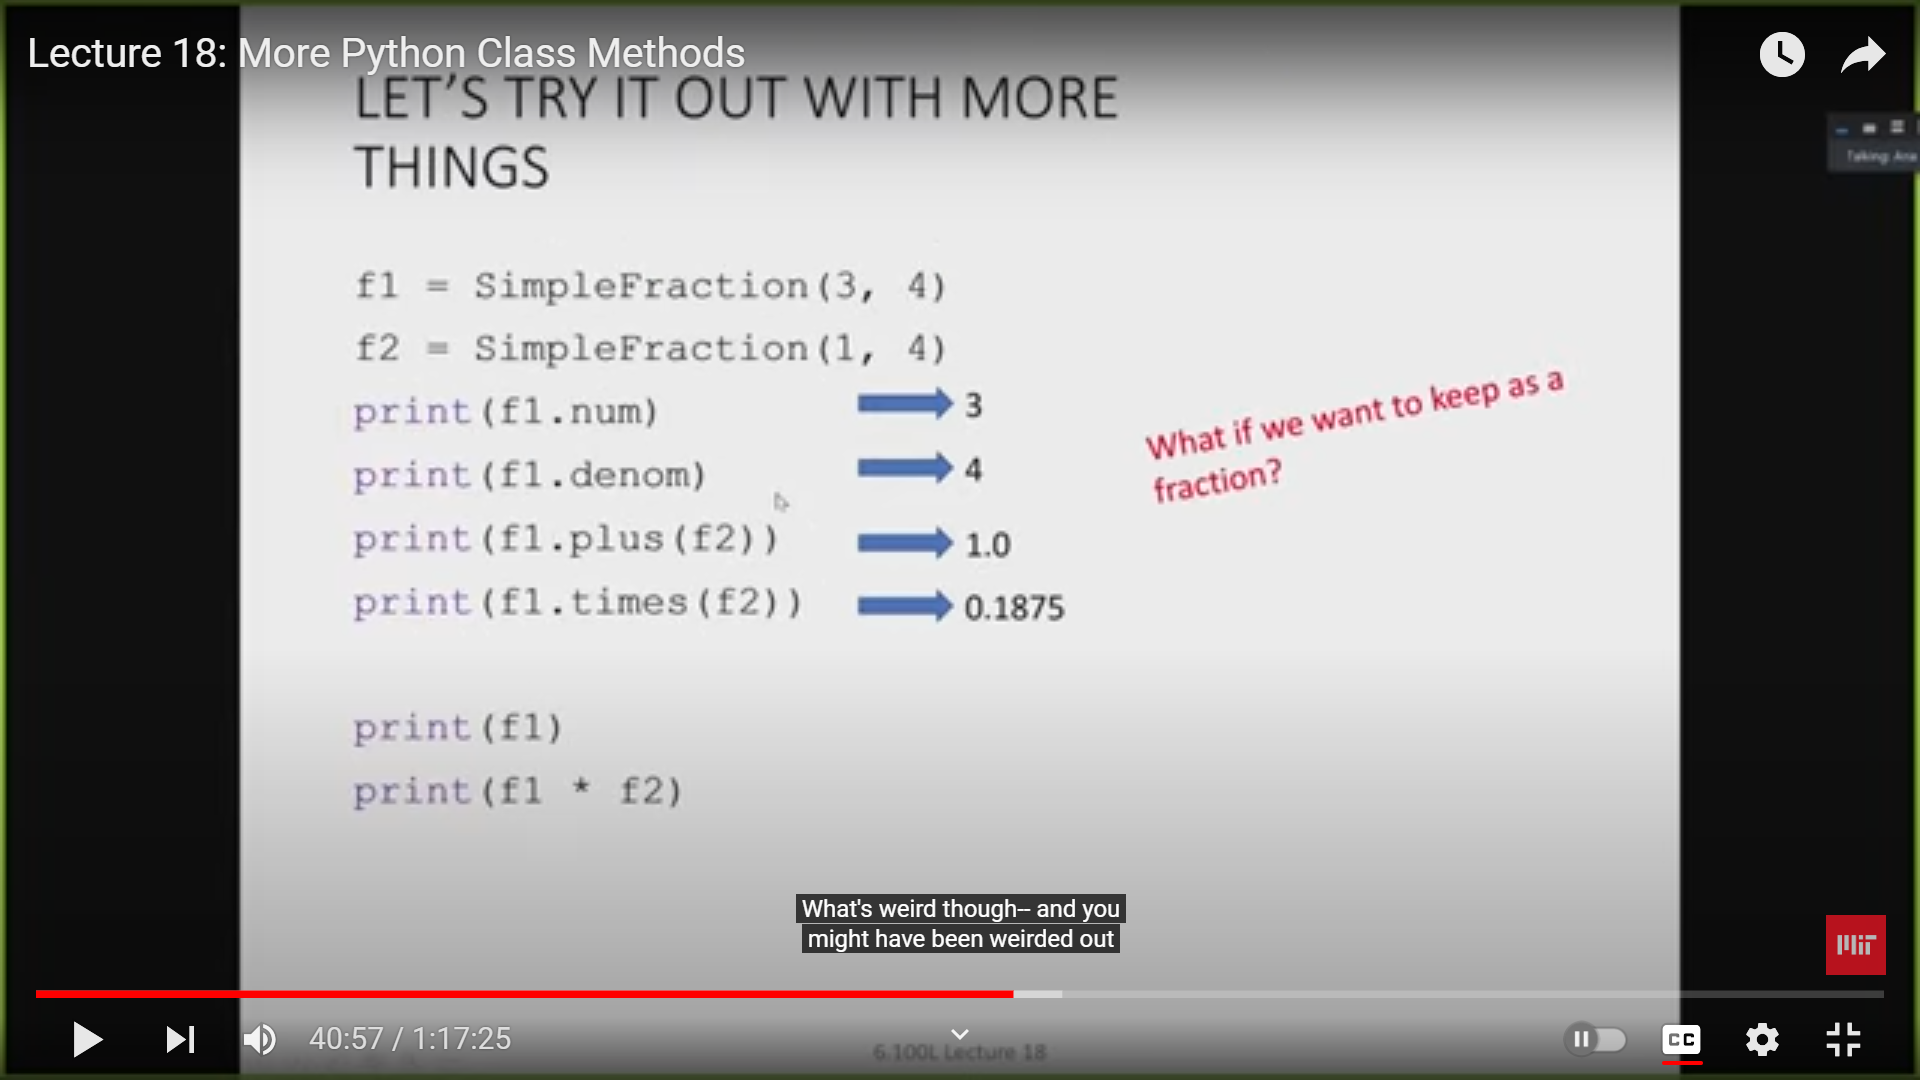 Lecture 18: More Python Class Methods
LET'S TRY IT OUT WITH MORE
THINGS
Talking: Ana
f1 = SimpleFraction(3, 4)
f2 = SimpleFraction(1, 4)
print(f1.num) 3
print(f1.denom) 4
print(f1.plus(f2)) 1.0
print(f1.times(f2)) 0.1875
What if we want to keep as a
fraction?
print(f1)
print(f1 * f2)
What's weird though-- and you
might have been weirded out
MIT
40:57 / 1:17:25
CC
6.100L Lecture 18